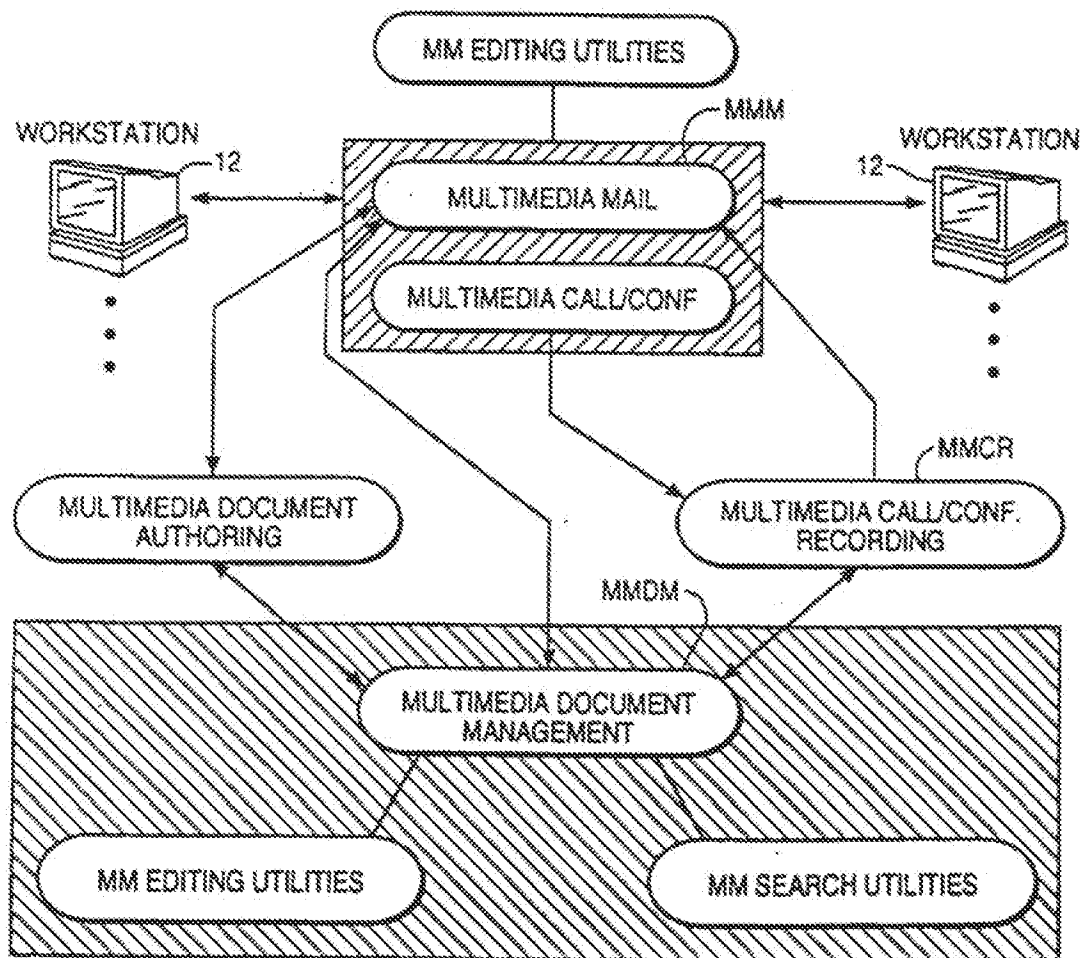 MM EDITING UTILITIES
MMM
WORKSTATION
12
WORKSTATION
12
MULTIMEDIA MAIL
MULTIMEDIA CALL/CONF
MMCR
MULTIMEDIA DOCUMENT
AUTHORING
MULTIMEDIA CALL/CONF.
RECORDING
MMDM
MULTIMEDIA DOCUMENT
MANAGEMENT
MM EDITING UTILITIES
MM SEARCH UTILITIES